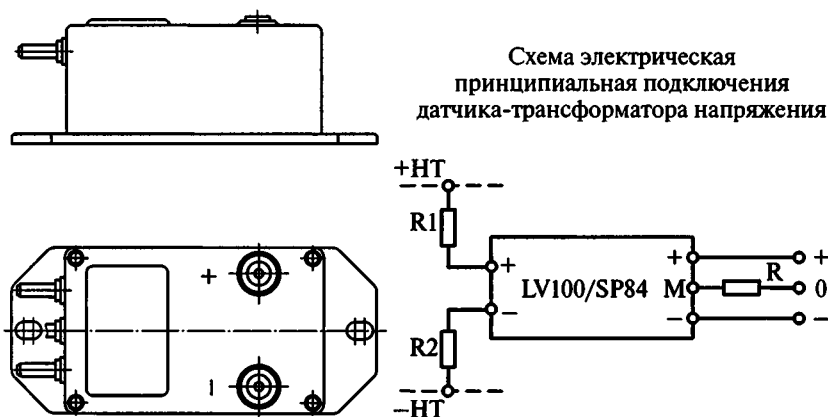 Схема электрическая
принципиальная подключения
датчика-трансформатора напряжения
+НТ
R1
+ + +
LV100/SP84 М R 0
− − −
R2
−НТ
+
−